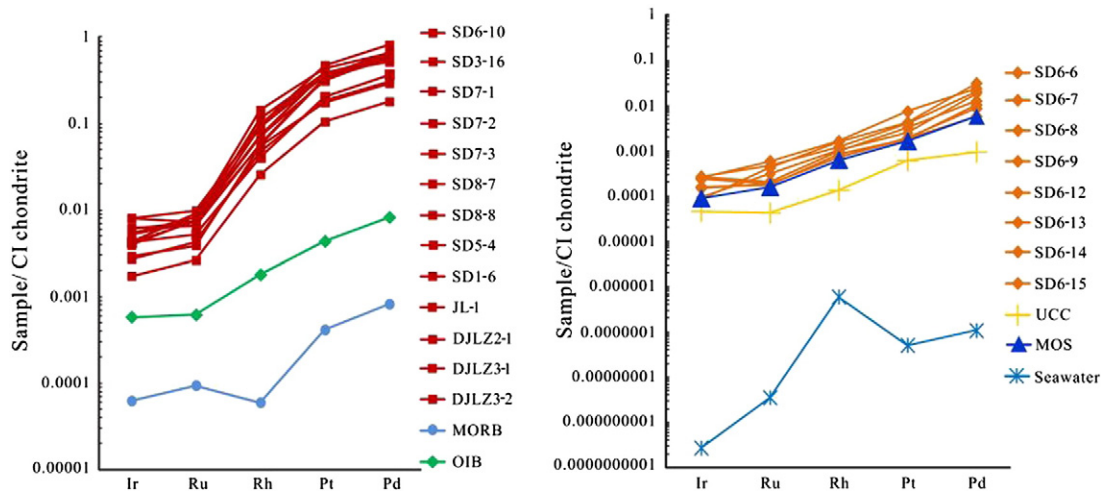 Sample/ CI chondrite
1
0.1
0.01
0.001
0.0001
0.00001
Ir Ru Rh Pt Pd
SD6-10
SD3-16
SD7-1
SD7-2
SD7-3
SD8-7
SD8-8
SD5-4
SD1-6
JL-1
DJLZ2-1
DJLZ3-1
DJLZ3-2
MORB
OIB
Sample/CI chondrite
1
0.1
0.01
0.001
0.0001
0.00001
0.0000001
0.00000001
0.000000001
0.0000000001
Ir Ru Rh Pt Pd
SD6-6
SD6-7
SD6-8
SD6-9
SD6-12
SD6-13
SD6-14
SD6-15
UCC
MOS
Seawater